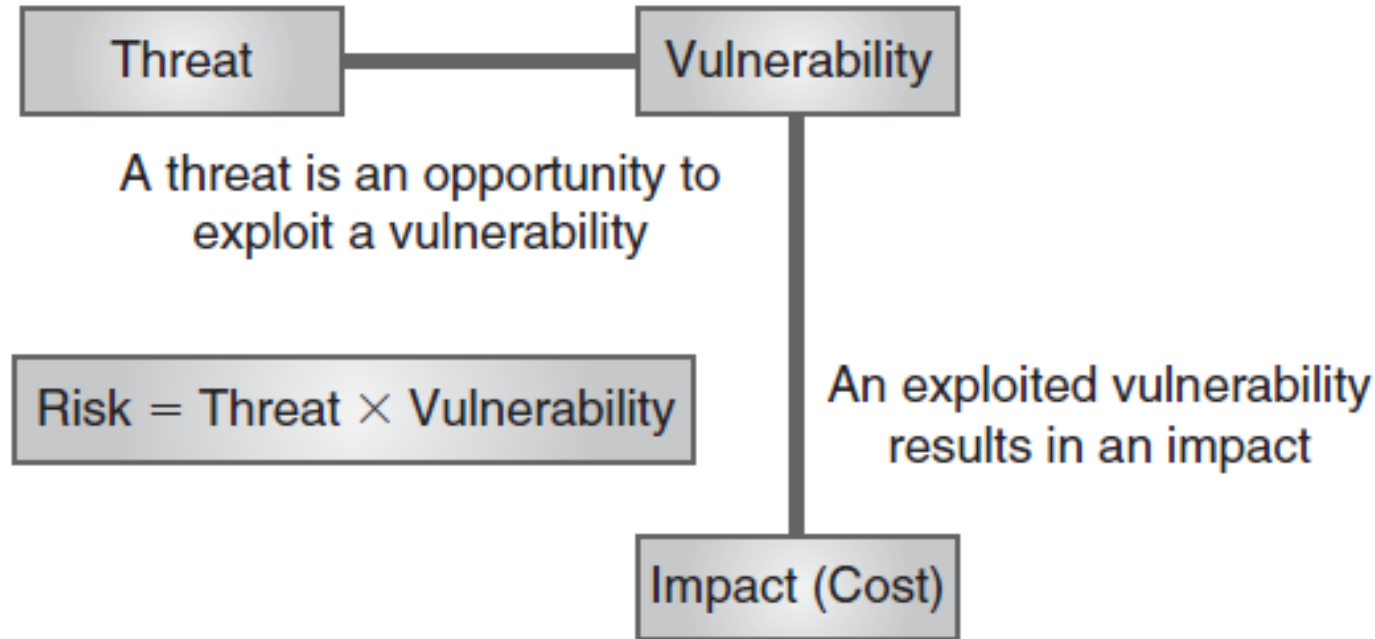 Threat
Vulnerability
A threat is an opportunity to
exploit a vulnerability
Risk = Threat × Vulnerability
An exploited vulnerability
results in an impact
Impact (Cost)